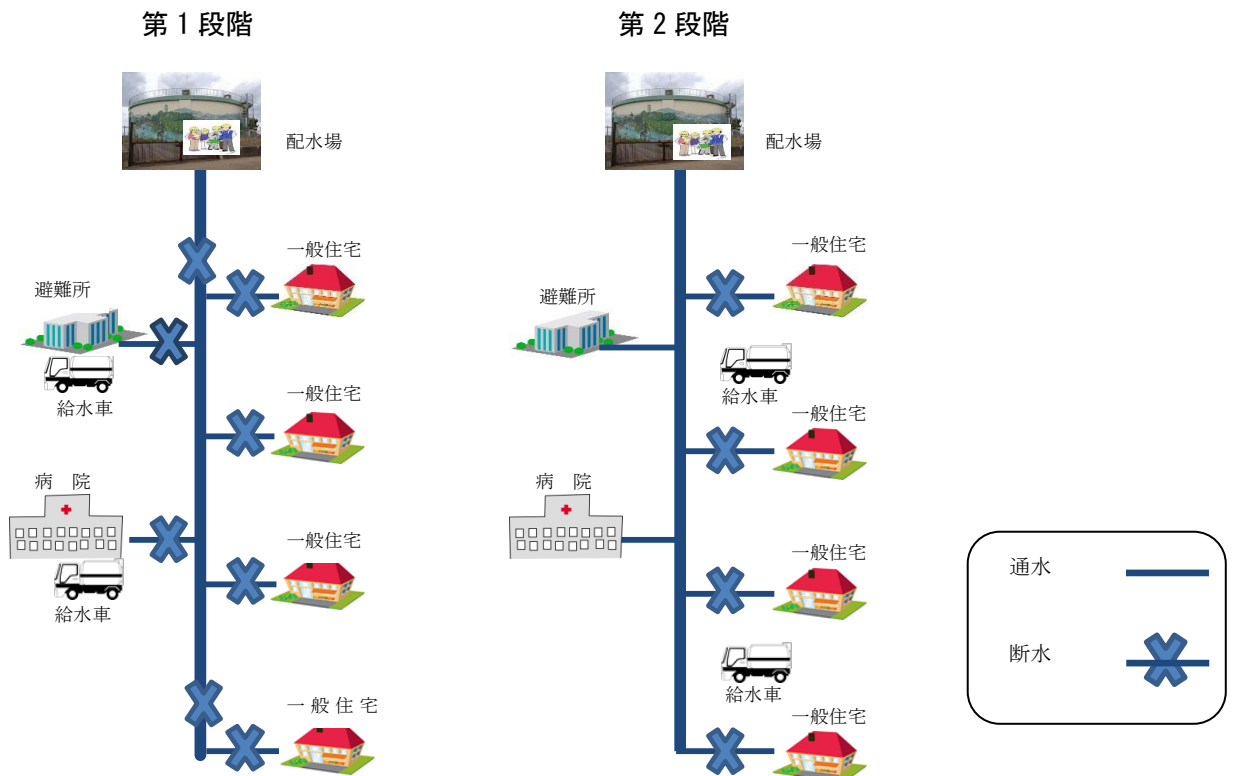 第1段階
配水場
一般住宅
避難所
給水車
一般住宅
病 院
一般住宅
給水車
一般住宅
第2段階
配水場
一般住宅
避難所
給水車
一般住宅
病 院
一般住宅
給水車
一般住宅
通水
断水